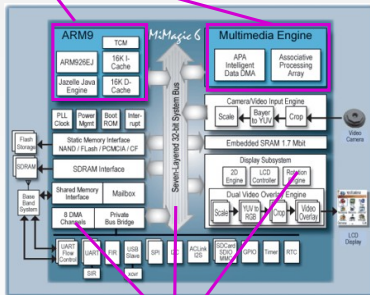 ARM9
TCM
ARM926EJ
16K I-
Cache
Jazelle Java
Engine
16K D-
Cache
MiMagic 6
Multimedia Engine
APA
Intelligent
Data DMA
Associative
Processing
Array
Seven-Layered 32-bit System Bus
PLL
Clock
Power
Mgmt
Boot
ROM
Inter-
rupt
Static Memory Interface
NAND / Flash / PCMCIA / CF
SDRAM Interface
Shared Memory
Interface
Mailbox
8 DMA
Channels
Private
Bus Bridge
Flash
Storage
SDRAM
Base
Band
System
Camera/Video Input Engine
Scale
Bayer
to YUV
Crop
Video
Camera
Embedded SRAM 1.7 Mbit
Display Subsystem
2D
Engine
LCD
Controller
Rotation
Engine
Dual Video Overlay Engine
Scale
YUV to
RGB
Crop
Video
Overlay
LCD
Display
UART
Flow
Control
UART
FIR
USB
Slave
SPI
ACLink
I2S
SDCard
SDIO
MMC
GPIO
Timer
RTC
SIR
xcvr